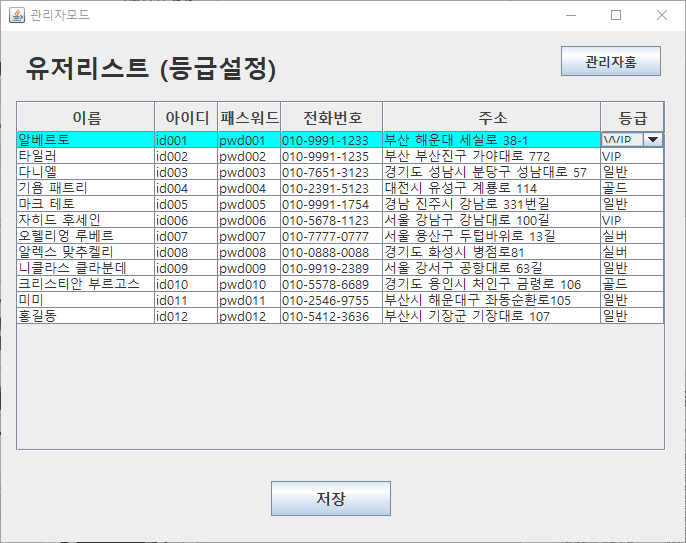 관리자모드
유저리스트 (등급설정)
관리자홈
이름 아이디 패스워드 전화번호 주소 등급
알베르토 id001 pwd001 010-9991-1233 부산 해운대 세실로 38-1 VVIP
타일러 id002 pwd002 010-9991-1235 부산 부산진구 가야대로 772 VIP
다니엘 id003 pwd003 010-7651-3123 경기도 성남시 분당구 성남대로 57 일반
기욤 패트리 id004 pwd004 010-2391-5123 대전시 유성구 계룡로 114 골드
마크 테토 id005 pwd005 010-9991-1754 경남 진주시 강남로 331번길 일반
자히드 후세인 id006 pwd006 010-5678-1123 서울 강남구 강남대로 100길 VIP
오헬리엉 루베르 id007 pwd007 010-7777-0777 서울 용산구 두텁바위로 13길 실버
알렉스 맞추켈리 id008 pwd008 010-0888-0088 경기도 화성시 병점로81 실버
니클라스 클라분데 id009 pwd009 010-9919-2389 서울 강서구 공항대로 63길 일반
크리스티안 부르고스 id010 pwd010 010-5578-6689 경기도 용인시 처인구 금령로 106 골드
미미 id011 pwd011 010-2546-9755 부산시 해운대구 좌동순환로105 일반
홍길동 id012 pwd012 010-5412-3636 부산시 기장군 기장대로 107 일반
저장